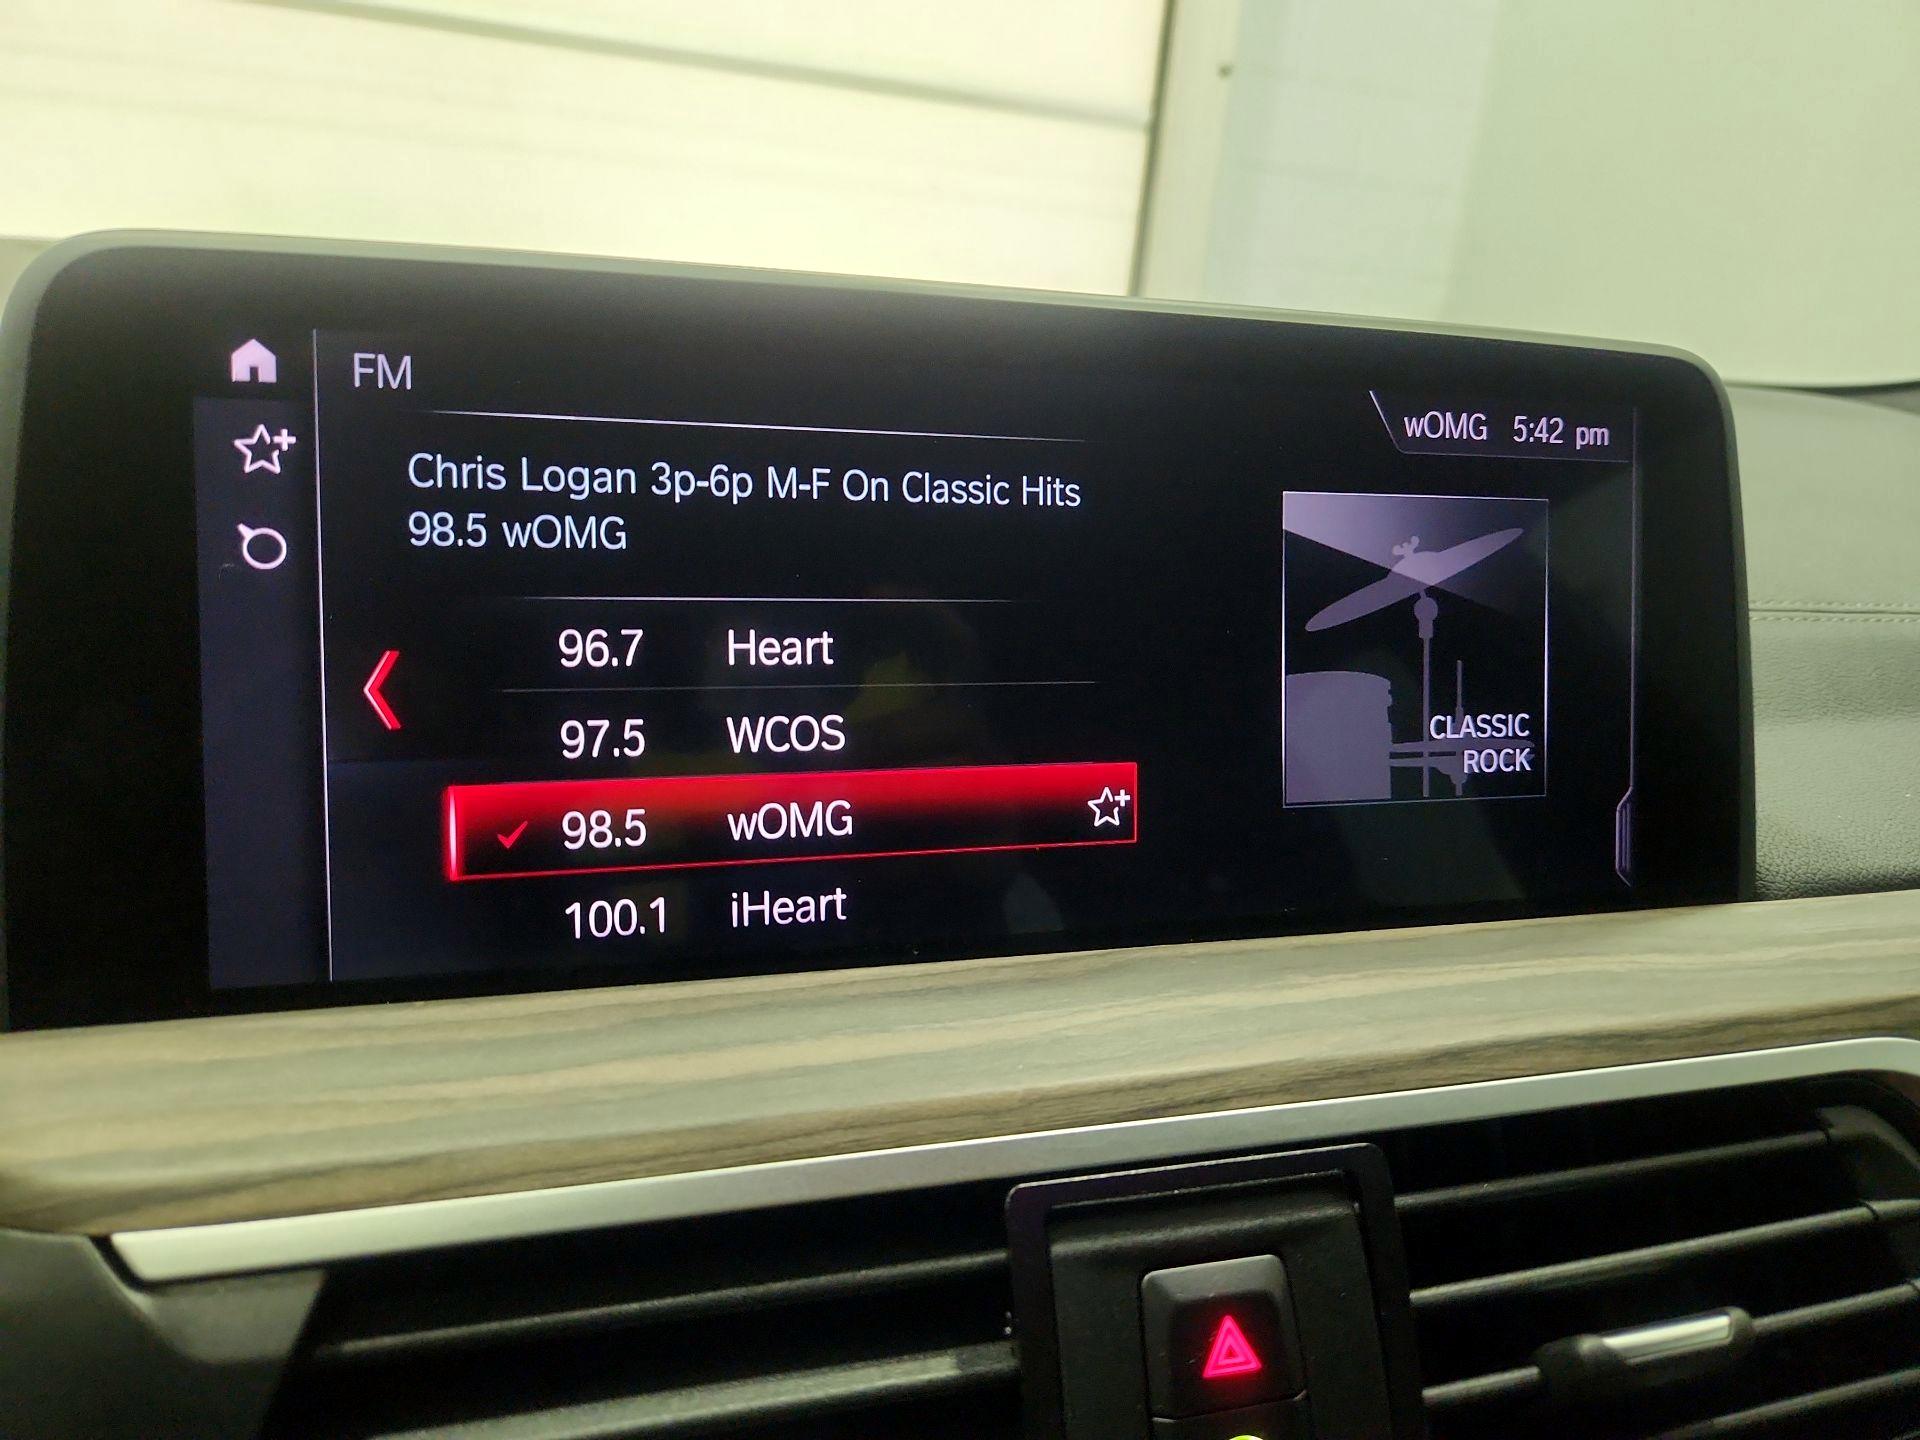 FM
wOMG 5:42 pm
Chris Logan 3p-6p M-F On Classic Hits
98.5 wOMG
96.7 Heart
97.5 WCOS
98.5 wOMG
100.1 iHeart
CLASSIC
ROCK